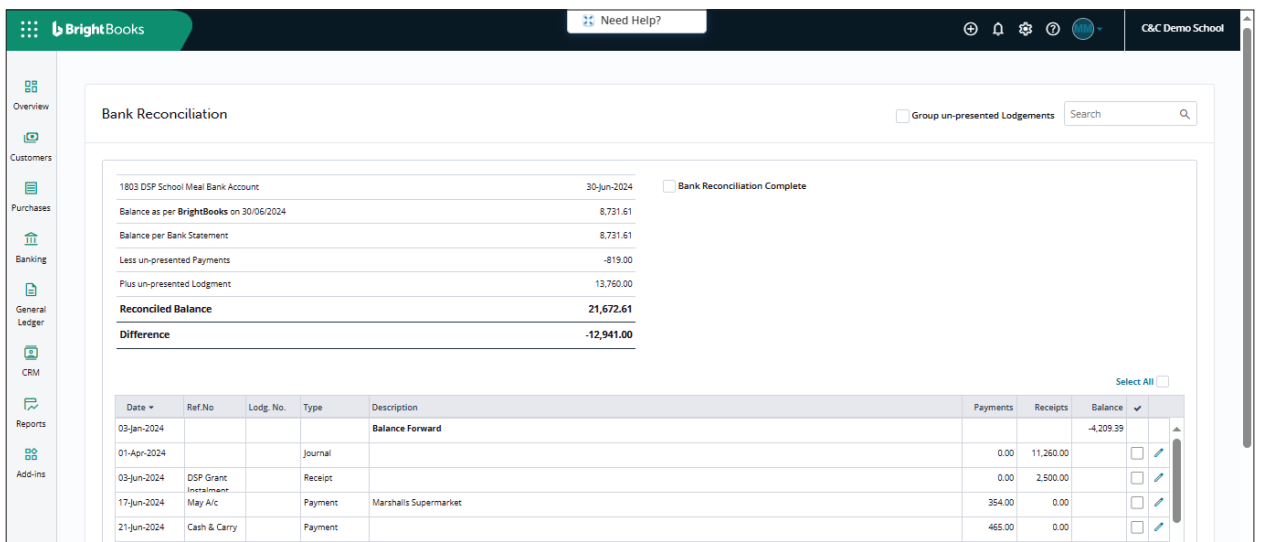 BrightBooks
Need Help?
MM
C&C Demo School
Overview
Customers
Purchases
Banking
General
Ledger
CRM
Reports
Add-ins
Bank Reconciliation
Group un-presented Lodgements
Search
1803 DSP School Meal Bank Account 30-Jun-2024
Balance as per BrightBooks on 30/06/2024 8,731.61
Balance per Bank Statement 8,731.61
Less un-presented Payments -819.00
Plus un-presented Lodgment 13,760.00
Reconciled Balance 21,672.61
Difference -12,941.00
Bank Reconciliation Complete
Select All
Date Ref.No Lodg. No. Type Description Payments Receipts Balance
03-Jan-2024 Balance Forward -4,209.39
01-Apr-2024 Journal 0.00 11,260.00
03-Jun-2024 DSP Grant Receipt 0.00 2,500.00
Instalment
17-Jun-2024 May A/c Payment Marshalls Supermarket 354.00 0.00
21-Jun-2024 Cash & Carry Payment 465.00 0.00